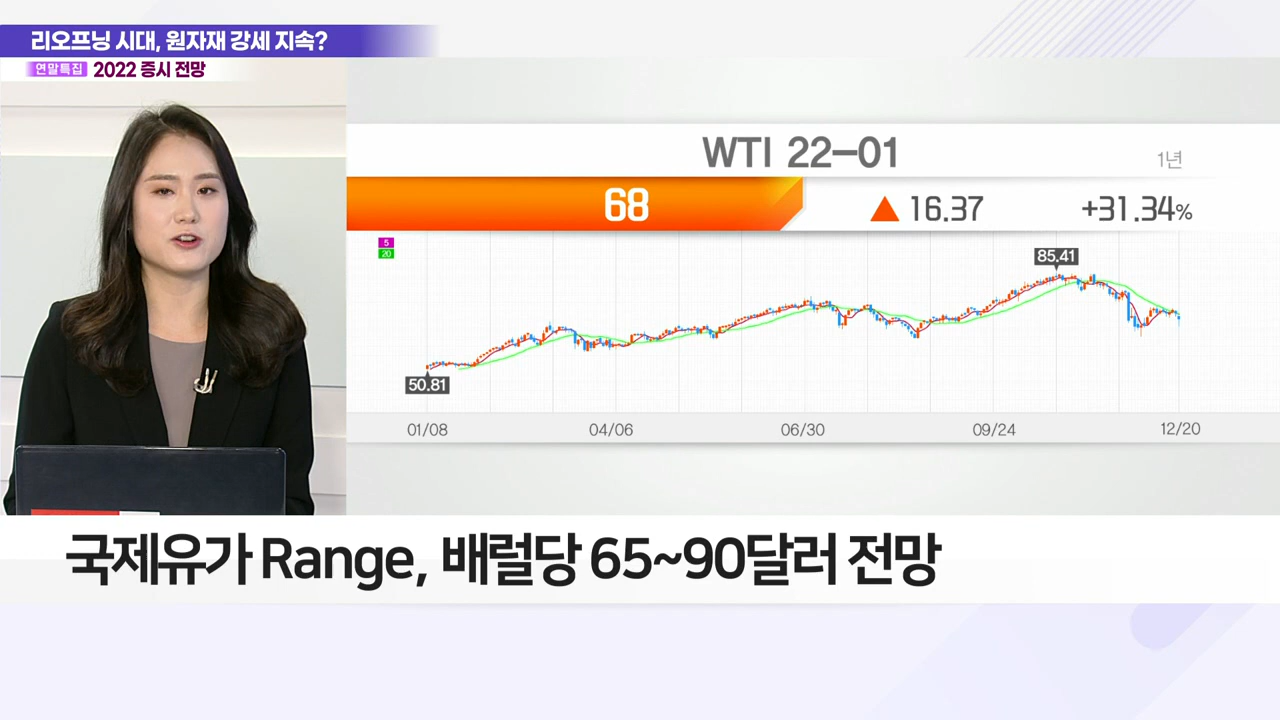 리오프닝 시대, 원자재 강세 지속?
연말특집 2022 증시 전망
WTI 22-01
1년
68 ▲ 16.37 +31.34%
5
20
85.41
50.81
01/08 04/06 06/30 09/24 12/20
국제유가 Range, 배럴당 65~90달러 전망